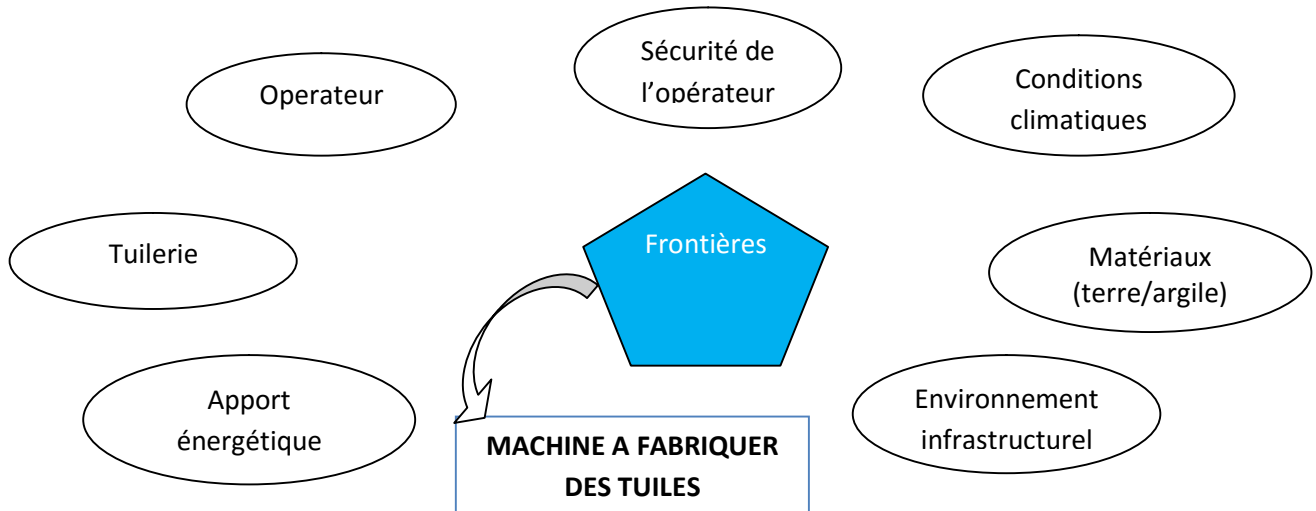 Sécurité de
l’opérateur
Operateur
Conditions
climatiques
Tuilerie
Frontières
Matériaux
(terre/argile)
Apport
énergétique
Environnement
infrastructurel
MACHINE A FABRIQUER
DES TUILES